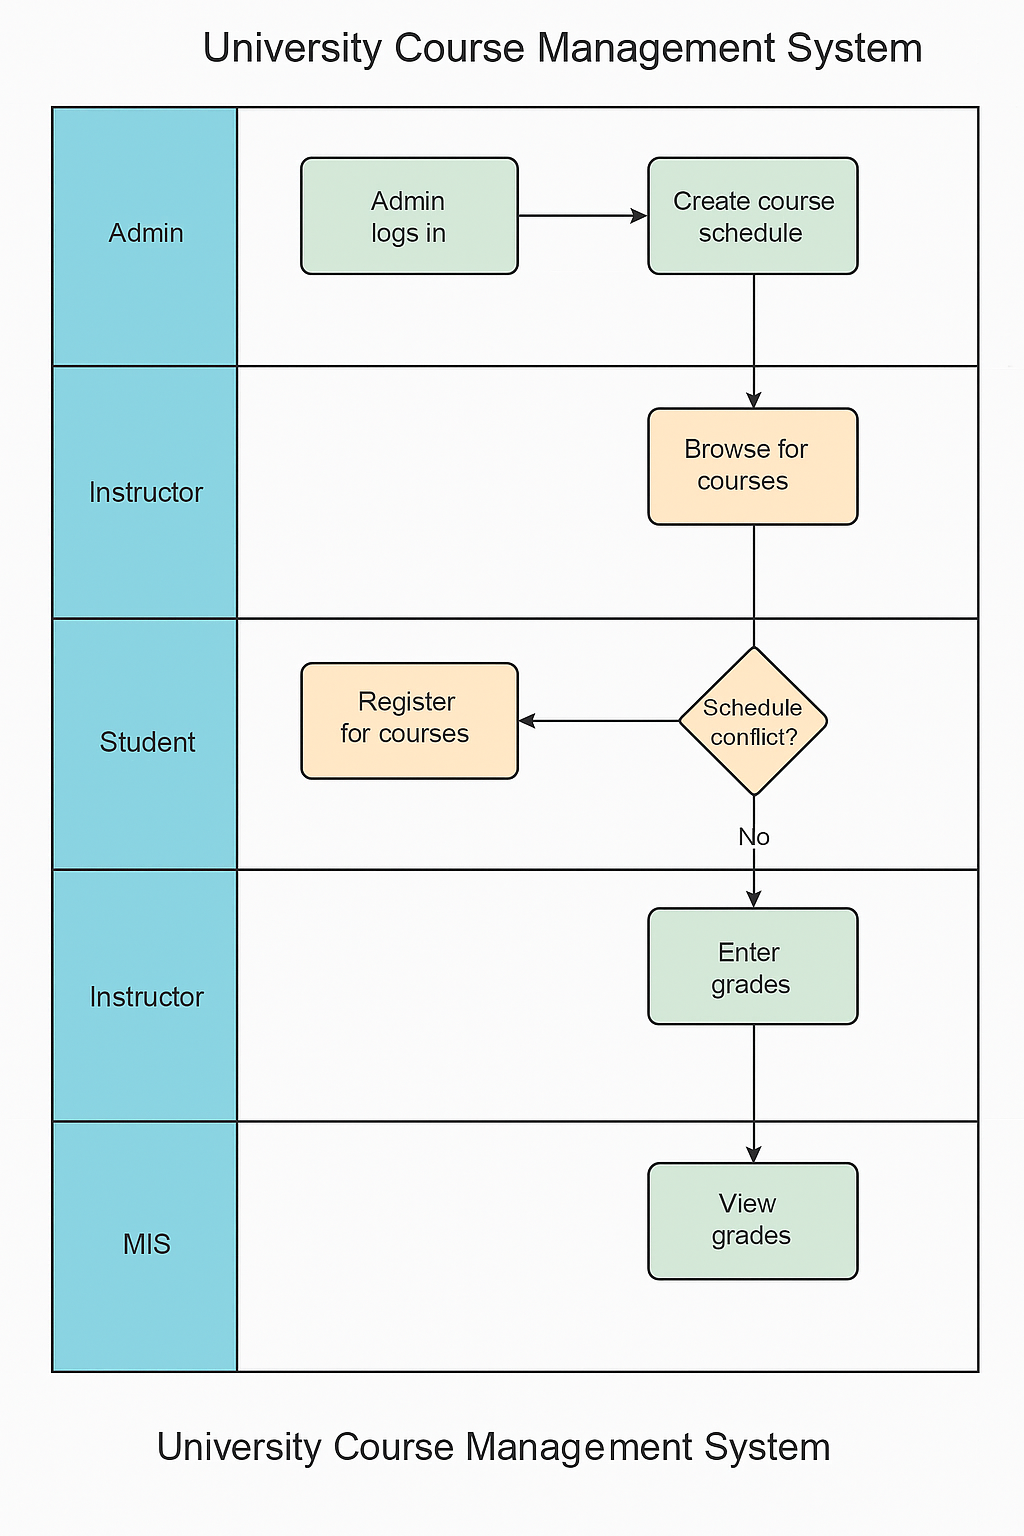 University Course Management System
Admin
Admin
logs in
Create course
schedule
Instructor
Browse for
courses
Student
Register
for courses
Schedule
conflict?
No
Instructor
Enter
grades
MIS
View
grades
University Course Management System